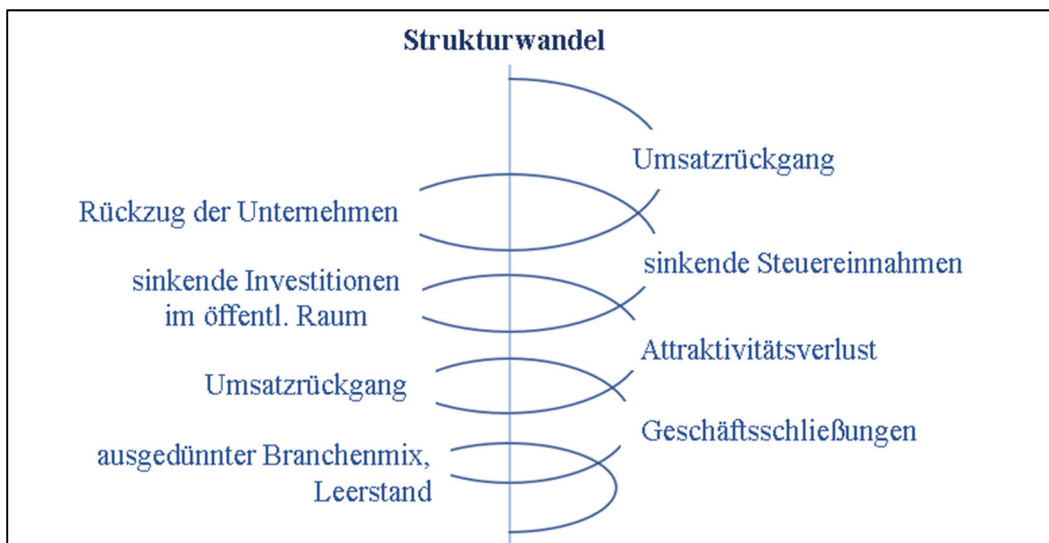 Strukturwandel
Umsatzrückgang
Rückzug der Unternehmen
sinkende Steuereinnahmen
sinkende Investitionen
im öffentl. Raum
Attraktivitätsverlust
Umsatzrückgang
Geschäftsschließungen
ausgedünnter Branchenmix,
Leerstand